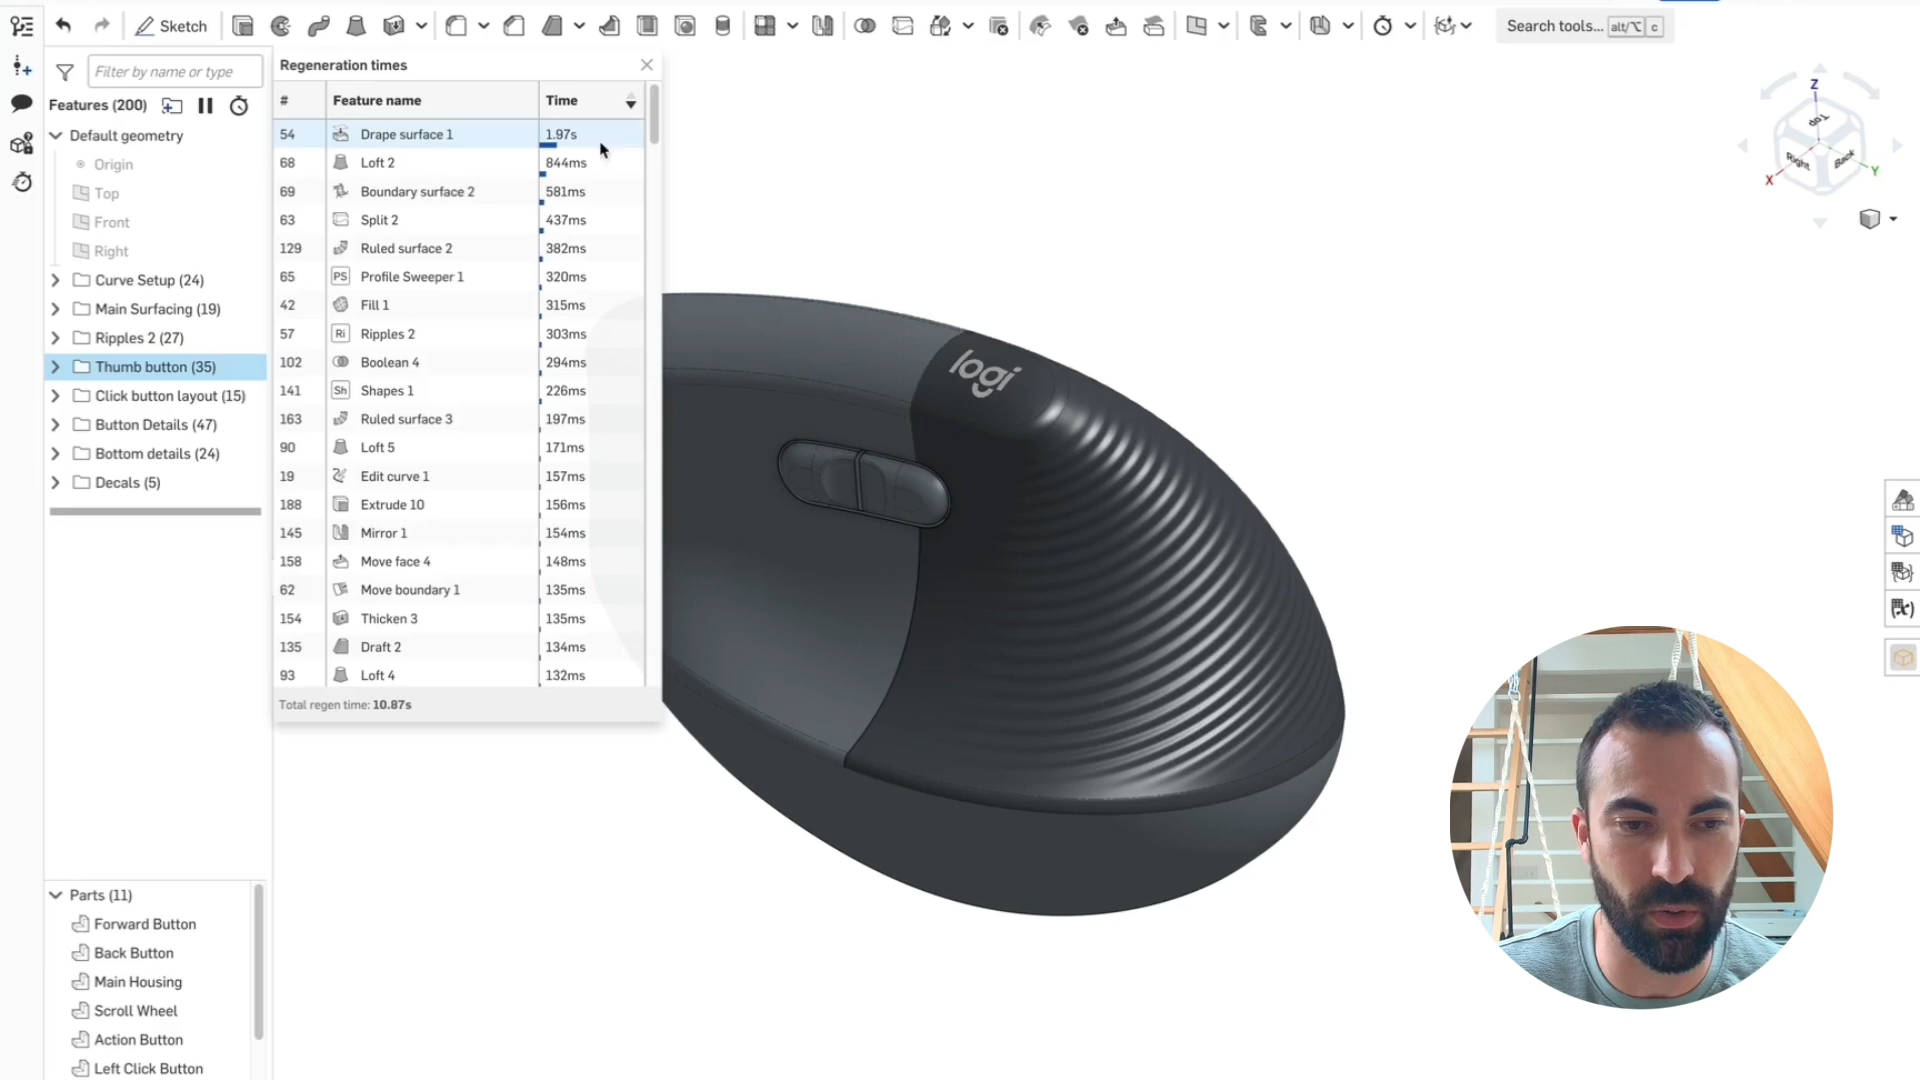 Sketch
Search tools... alt/⌥ c
Filter by name or type
Features (200)
Default geometry
Origin
Top
Front
Right
Curve Setup (24)
Main Surfacing (19)
Ripples 2 (27)
Thumb button (35)
Click button layout (15)
Button Details (47)
Bottom details (24)
Decals (5)
Parts (11)
Forward Button
Back Button
Main Housing
Scroll Wheel
Action Button
Left Click Button
Regeneration times
# Feature name Time
54 Drape surface 1 1.97s
68 Loft 2 844ms
69 Boundary surface 2 581ms
63 Split 2 437ms
129 Ruled surface 2 382ms
65 PS Profile Sweeper 1 320ms
42 Fill 1 315ms
57 Ri Ripples 2 303ms
102 Boolean 4 294ms
141 Sh Shapes 1 226ms
163 Ruled surface 3 197ms
90 Loft 5 171ms
19 Edit curve 1 157ms
188 Extrude 10 156ms
145 Mirror 1 154ms
158 Move face 4 148ms
62 Move boundary 1 135ms
154 Thicken 3 135ms
135 Draft 2 134ms
93 Loft 4 132ms
Total regen time: 10.87s
logi
Z
Top
Right
Back
X
Y
(x)